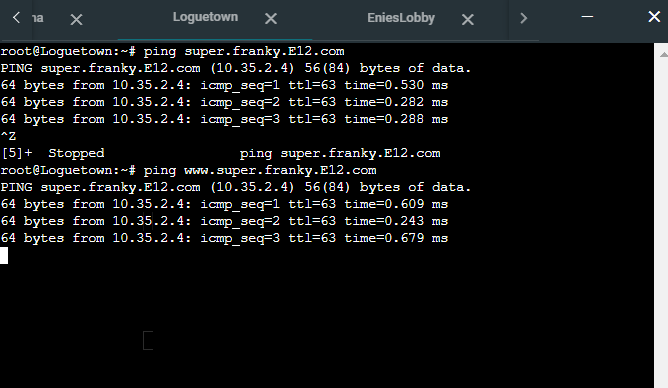 na Loguetown EniesLobby
root@Loguetown:~# ping super.franky.E12.com
PING super.franky.E12.com (10.35.2.4) 56(84) bytes of data.
64 bytes from 10.35.2.4: icmp_seq=1 ttl=63 time=0.530 ms
64 bytes from 10.35.2.4: icmp_seq=2 ttl=63 time=0.282 ms
64 bytes from 10.35.2.4: icmp_seq=3 ttl=63 time=0.288 ms
^Z
[5]+  Stopped                 ping super.franky.E12.com
root@Loguetown:~# ping www.super.franky.E12.com
PING super.franky.E12.com (10.35.2.4) 56(84) bytes of data.
64 bytes from 10.35.2.4: icmp_seq=1 ttl=63 time=0.609 ms
64 bytes from 10.35.2.4: icmp_seq=2 ttl=63 time=0.243 ms
64 bytes from 10.35.2.4: icmp_seq=3 ttl=63 time=0.679 ms